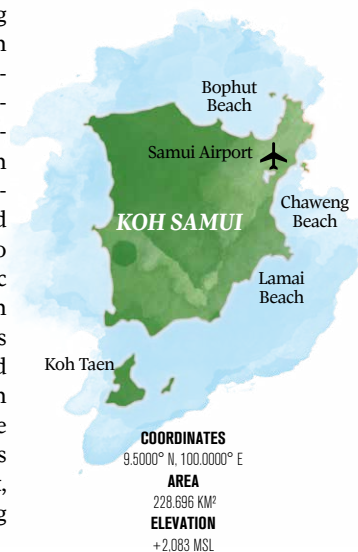 Bophut
Beach
Samui Airport
KOH SAMUI
Chaweng
Beach
Lamai
Beach
Koh Taen
COORDINATES
9.5000° N, 100.0000° E
AREA
228.696 KM²
ELEVATION
+2,083 MSL